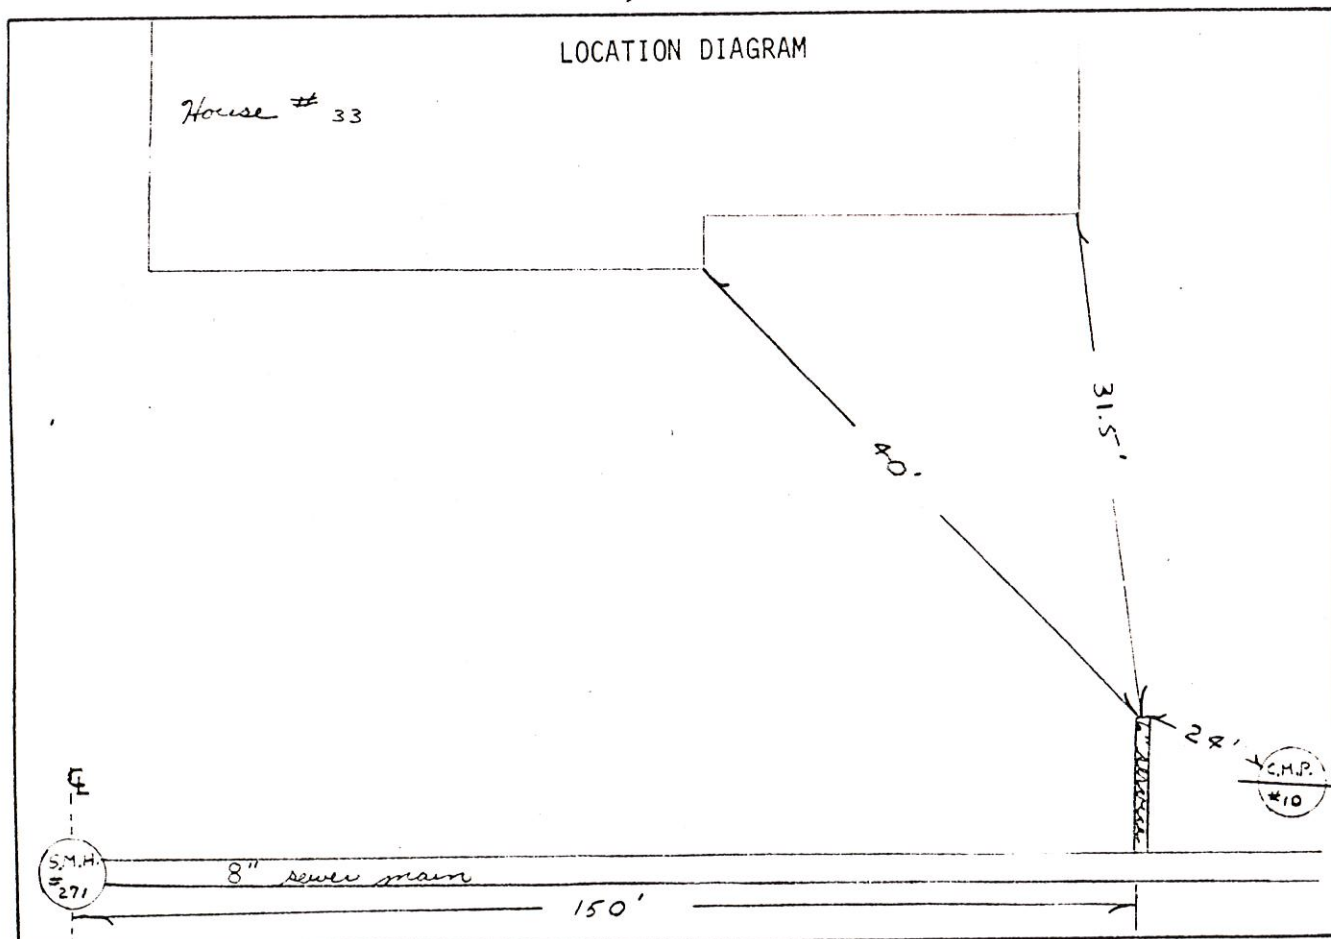 LOCATION DIAGRAM
House # 33
31.5'
40'
24'
C.M.P.
#10
℄
S.M.H.
#271
8" sewer main
150'